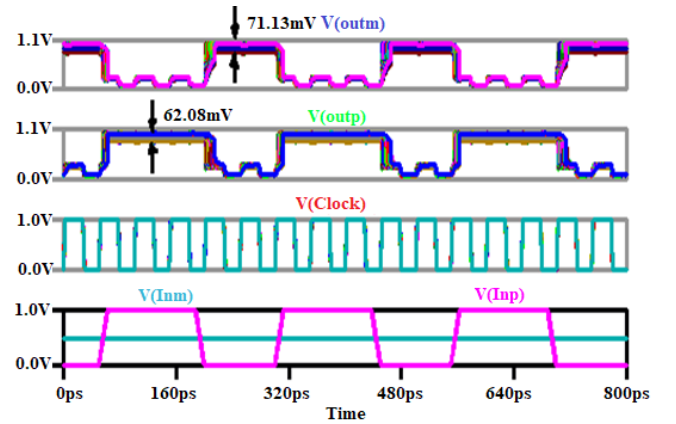 71.13mV V(outm)
1.1V
0.0V
62.08mV V(outp)
1.1V
0.0V
V(Clock)
1.0V
0.0V
V(Inm) V(Inp)
1.0V
0.0V
0ps 160ps 320ps 480ps 640ps 800ps
Time